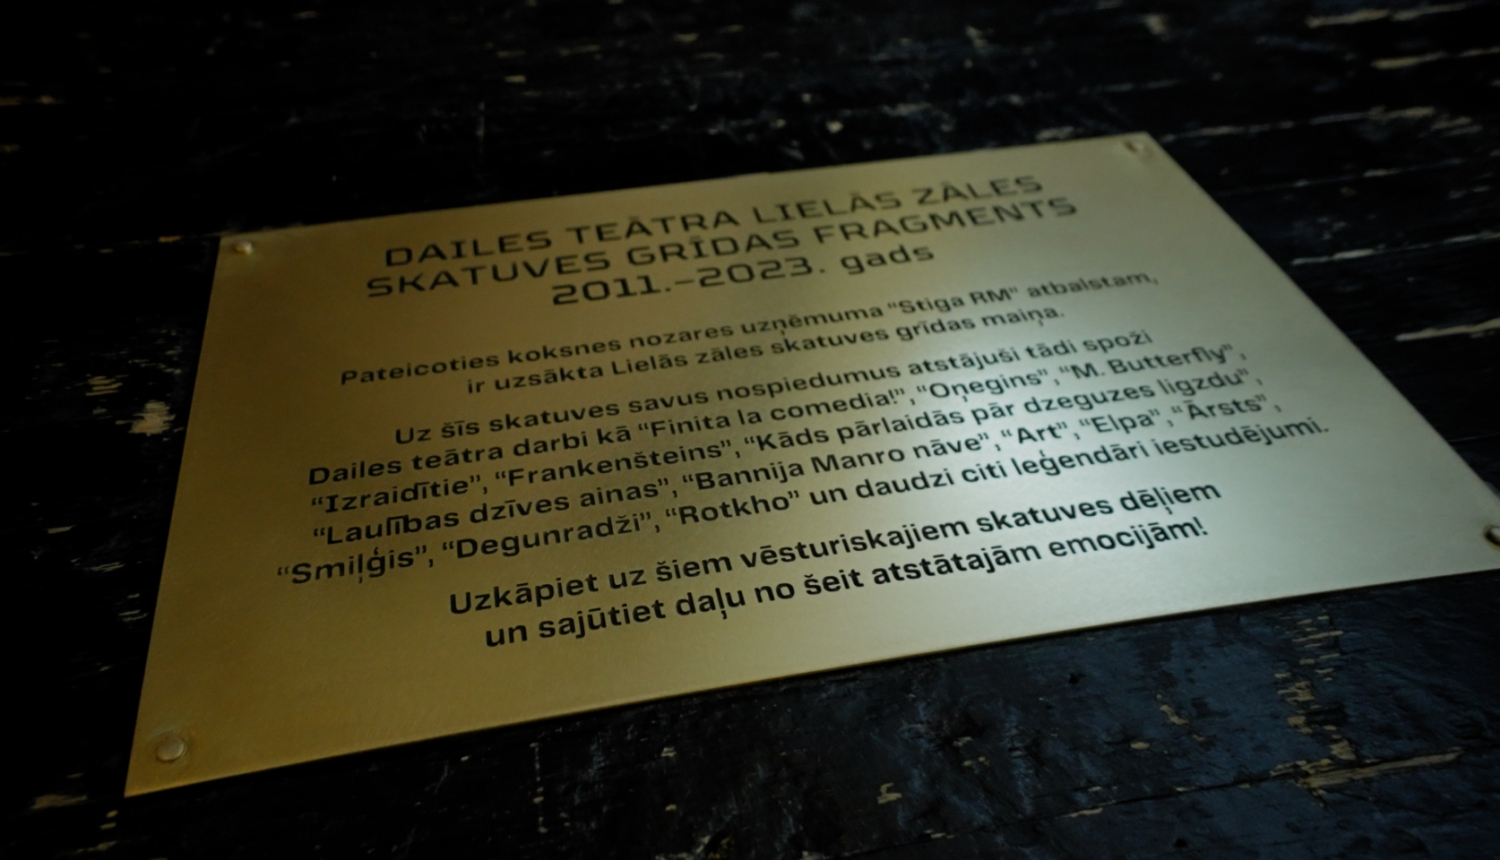 DAILES TEĀTRA LIELĀS ZĀLES
SKATUVES GRĪDAS FRAGMENTS
2011.–2023. gads
Pateicoties koksnes nozares uzņēmuma “Stiga RM” atbalstam,
ir uzsākta Lielās zāles skatuves grīdas maiņa.
Uz šīs skatuves savus nospiedumus atstājuši tādi spoži
Dailes teātra darbi kā “Finita la comedia!”, “Oņegins”, “M. Butterfly”,
“Izraidītie”, “Frankenšteins”, “Kāds pārlaidās pār dzeguzes ligzdu”,
“Laulības dzīves ainas”, “Bannija Manro nāve”, “Art”, “Elpa”, “Ārsts”,
“Smiļģis”, “Degunradži”, “Rotkho” un daudzi citi leģendāri iestudējumi.
Uzkāpiet uz šiem vēsturiskajiem skatuves dēļiem
un sajūtiet daļu no šeit atstātajām emocijām!